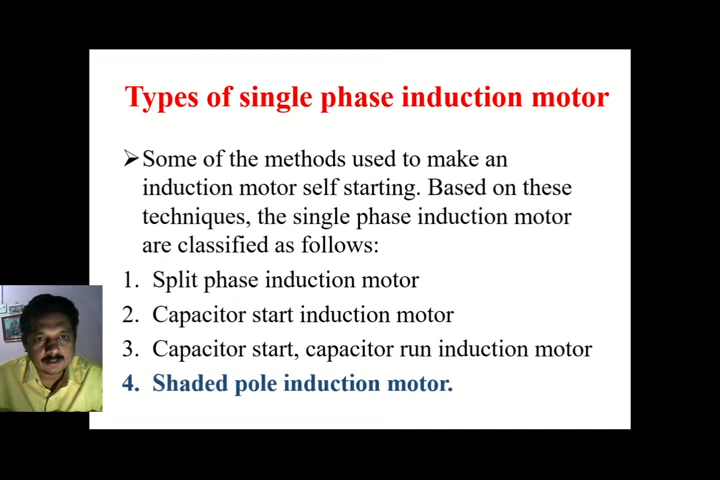 Types of single phase induction motor
➢Some of the methods used to make an
induction motor self starting. Based on these
techniques, the single phase induction motor
are classified as follows:
1. Split phase induction motor
2. Capacitor start induction motor
3. Capacitor start, capacitor run induction motor
4. Shaded pole induction motor.